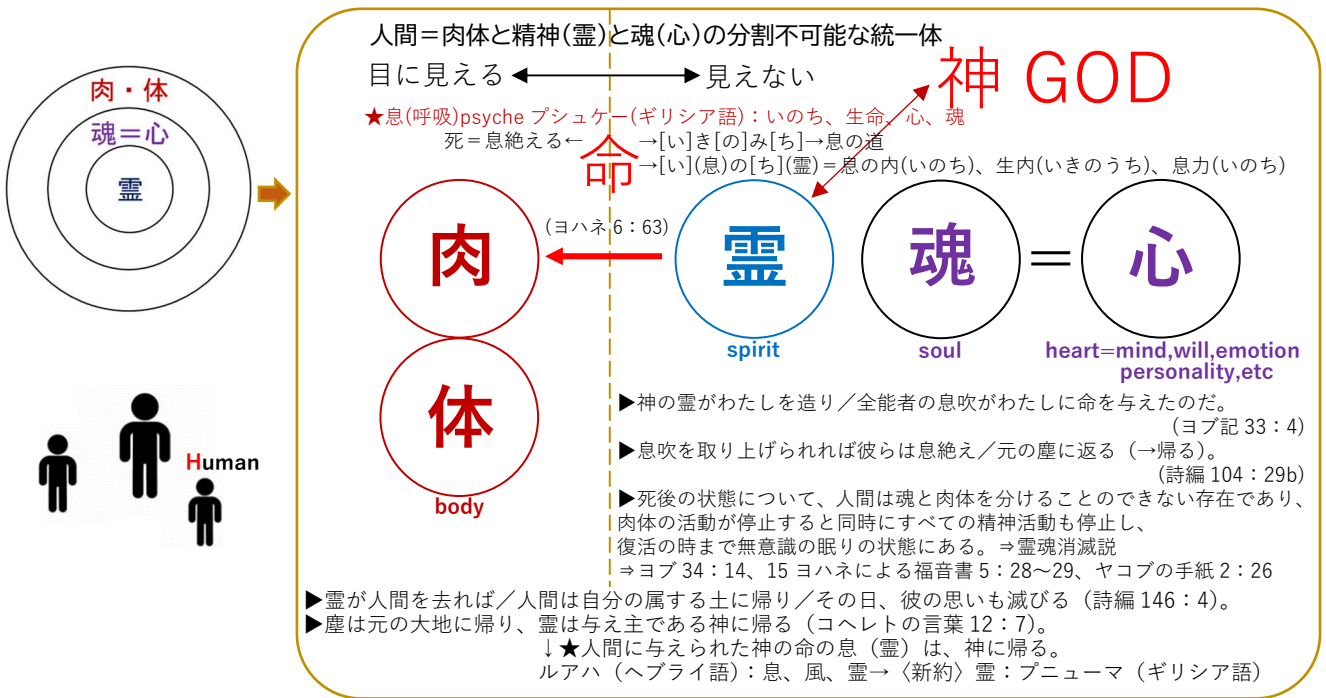 肉・体
魂＝心
霊
Human
人間＝肉体と精神(霊)と魂(心)の分割不可能な統一体
目に見える 見えない
神 GOD
★息(呼吸)psyche プシュケー(ギリシア語)：いのち、生命、心、魂
死＝息絶える← →[い]き[の]み[ち]→息の道
命
→[い](息)の[ち](霊)＝息の内(いのち)、生内(いきのうち)、息力(いのち)
(ヨハネ 6：63)
肉
霊
魂
＝
心
spirit
soul
heart=mind,will,emotion
personality,etc
体
body
▶神の霊がわたしを造り／全能者の息吹がわたしに命を与えたのだ。
(ヨブ記 33：4)
▶息吹を取り上げられれば彼らは息絶え／元の塵に返る（→帰る）。
(詩編 104：29b)
▶死後の状態について、人間は魂と肉体を分けることのできない存在であり、
肉体の活動が停止すると同時にすべての精神活動も停止し、
復活の時まで無意識の眠りの状態にある。⇒霊魂消滅説
⇒ヨブ 34：14、15 ヨハネによる福音書 5：28～29、ヤコブの手紙 2：26
▶霊が人間を去れば／人間は自分の属する土に帰り／その日、彼の思いも滅びる（詩編 146：4）。
▶塵は元の大地に帰り、霊は与え主である神に帰る（コヘレトの言葉 12：7）。
↓★人間に与えられた神の命の息（霊）は、神に帰る。
ルアハ（ヘブライ語）：息、風、霊→〈新約〉霊：プニューマ（ギリシア語）